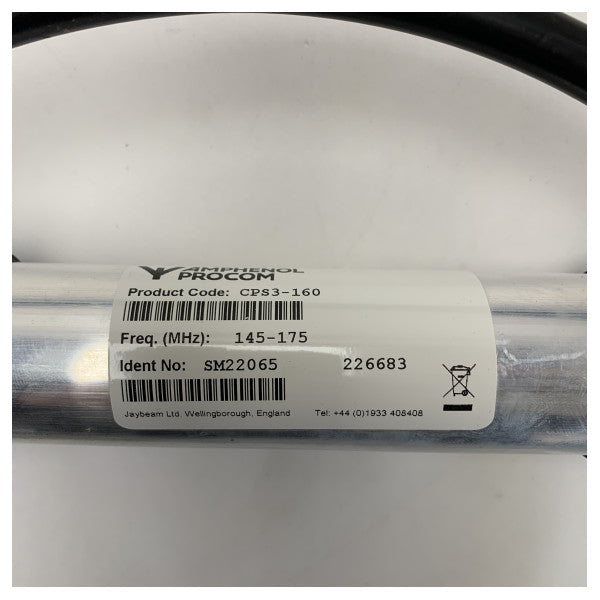 AMPHENOL
PROCOM
Product Code: CPS3-160
Freq. (MHz): 145-175
Ident No: SM22065 226683
Jaybeam Ltd, Wellingborough, England Tel: +44 (0)1933 408408